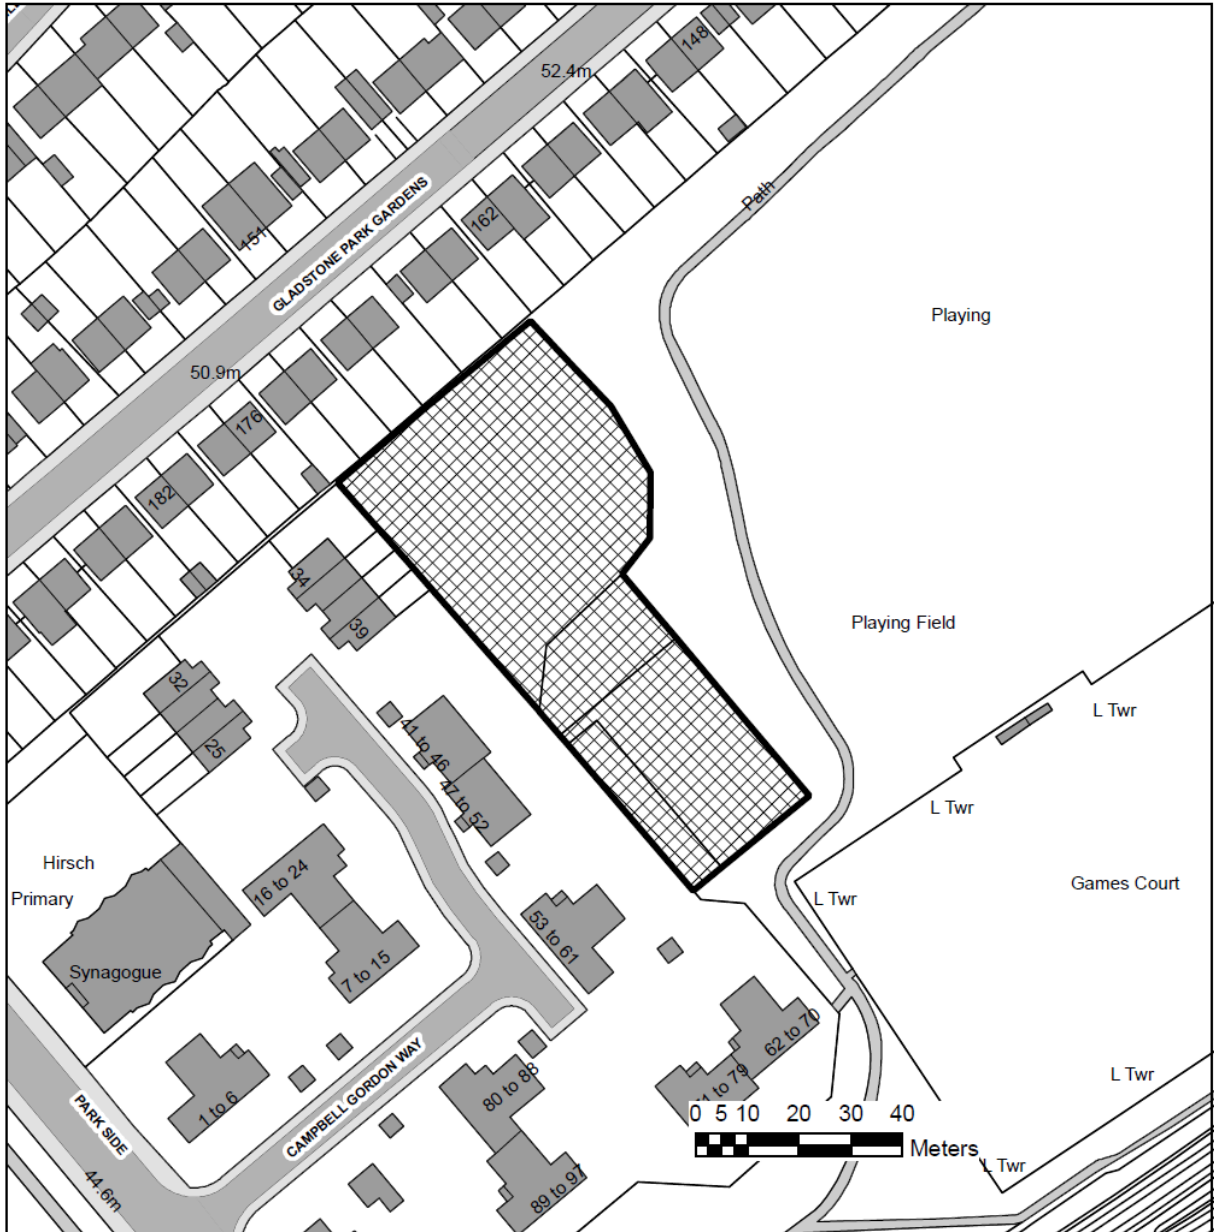 148
52.4m
Path
GLADSTONE PARK GARDENS
162
151
Playing
50.9m
176
182
34
39
Playing Field
32
25
L Twr
41 to 46
47 to 52
L Twr
Hirsch
Primary
16 to 24
Games Court
L Twr
53 to 61
Synagogue
7 to 15
62 to 70
80 to 88
L Twr
1 to 6
CAMPBELL GORDON WAY
PARK SIDE
0 5 10 20 30 40
Meters
L Twr
44.6m
89 to 97